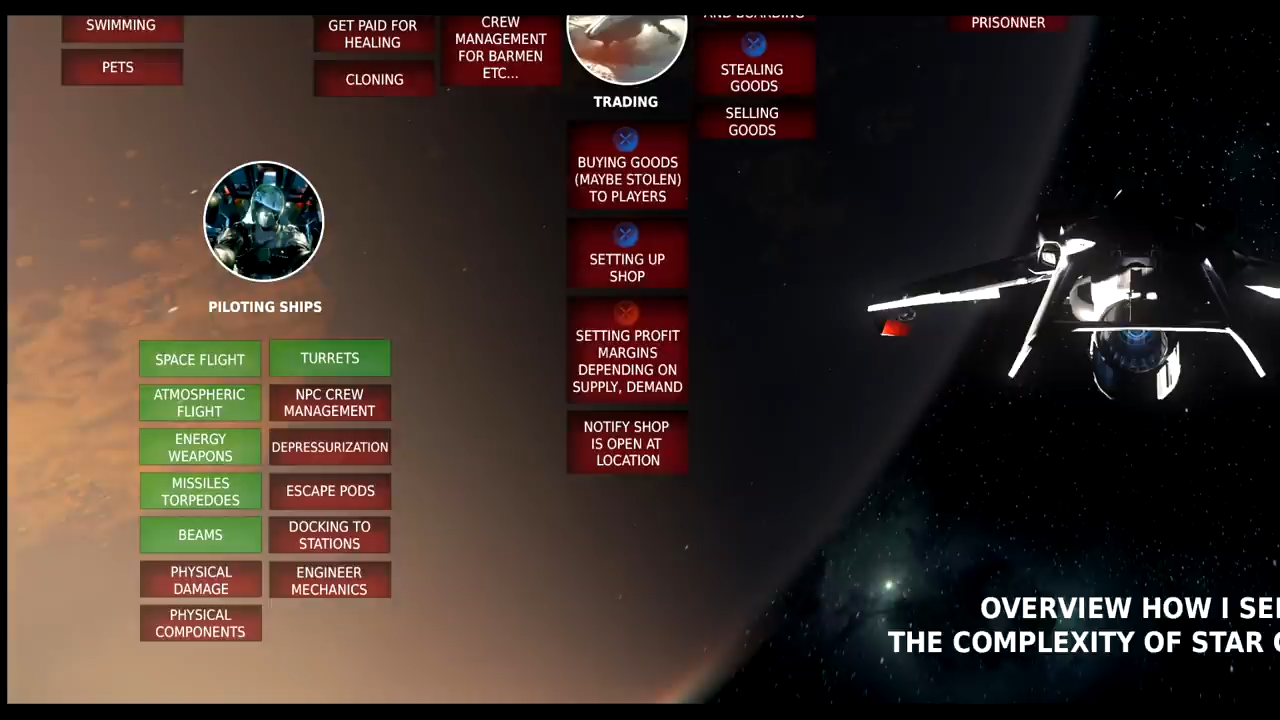 SWIMMING
PETS
GET PAID FOR
HEALING
CLONING
CREW
MANAGEMENT
FOR BARMEN
ETC...
TRADING
BUYING GOODS
(MAYBE STOLEN)
TO PLAYERS
SETTING UP
SHOP
SETTING PROFIT
MARGINS
DEPENDING ON
SUPPLY, DEMAND
NOTIFY SHOP
IS OPEN AT
LOCATION
AND BOARDING
STEALING
GOODS
SELLING
GOODS
PRISONNER
PILOTING SHIPS
SPACE FLIGHT
ATMOSPHERIC
FLIGHT
ENERGY
WEAPONS
MISSILES
TORPEDOES
BEAMS
PHYSICAL
DAMAGE
PHYSICAL
COMPONENTS
TURRETS
NPC CREW
MANAGEMENT
DEPRESSURIZATION
ESCAPE PODS
DOCKING TO
STATIONS
ENGINEER
MECHANICS
OVERVIEW HOW I SE
THE COMPLEXITY OF STAR